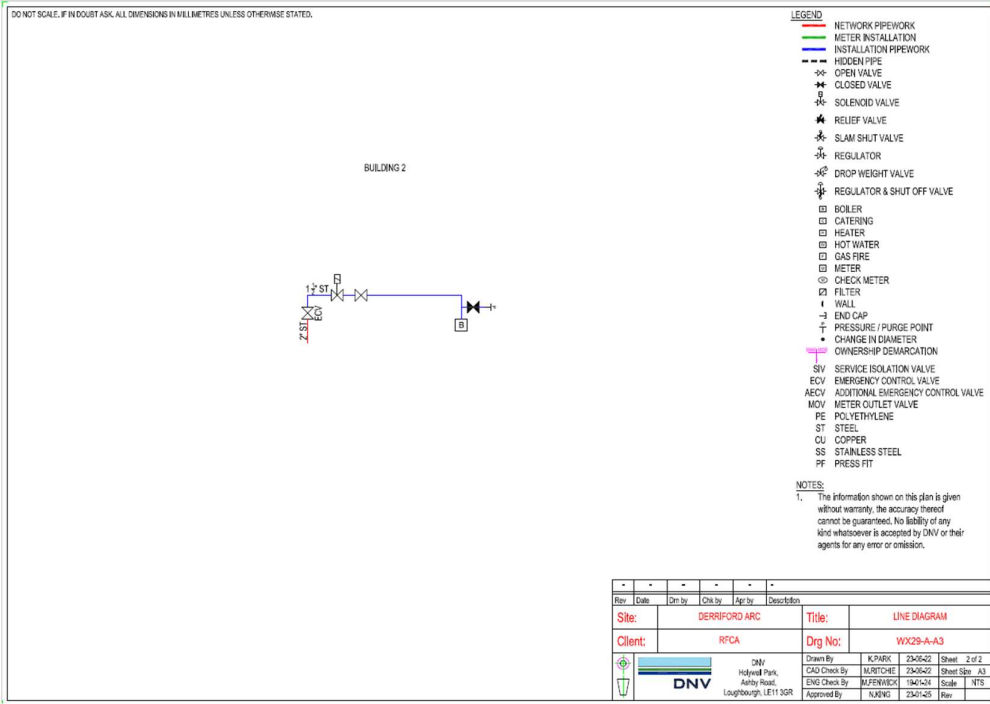 DO NOT SCALE. IF IN DOUBT ASK. ALL DIMENSIONS IN MILLIMETRES UNLESS OTHERWISE STATED.
LEGEND
NETWORK PIPEWORK
METER INSTALLATION
INSTALLATION PIPEWORK
HIDDEN PIPE
OPEN VALVE
CLOSED VALVE
SOLENOID VALVE
RELIEF VALVE
SLAM SHUT VALVE
REGULATOR
DROP WEIGHT VALVE
REGULATOR & SHUT OFF VALVE
BOILER
CATERING
HEATER
HOT WATER
GAS FIRE
METER
CHECK METER
FILTER
WALL
END CAP
PRESSURE / PURGE POINT
CHANGE IN DIAMETER
OWNERSHIP DEMARCATION
SIV SERVICE ISOLATION VALVE
ECV EMERGENCY CONTROL VALVE
AECV ADDITIONAL EMERGENCY CONTROL VALVE
MOV METER OUTLET VALVE
PE POLYETHYLENE
ST STEEL
CU COPPER
SS STAINLESS STEEL
PF PRESS FIT
BUILDING 2
1½" ST
ECV
2" ST
B
NOTES:
1. The information shown on this plan is given
without warranty, the accuracy thereof
cannot be guaranteed. No liability of any
kind whatsoever is accepted by DNV or their
agents for any error or omission.
- - - - - -
Rev Date Drn by Chk by Apr by Description
Site: DERRIFORD ARC Title: LINE DIAGRAM
Client: RFCA Drg No: WX29-A-A3
DNV
DNV
Holywell Park,
Ashby Road,
Loughbourgh, LE11 3GR
Drawn By K.PARK 23-06-22 Sheet 2 of 2
CAD Check By M.RITCHIE 23-06-22 Sheet Size A3
ENG Check By M.FENWICK 19-01-24 Scale NTS
Approved By N.KING 23-01-25 Rev